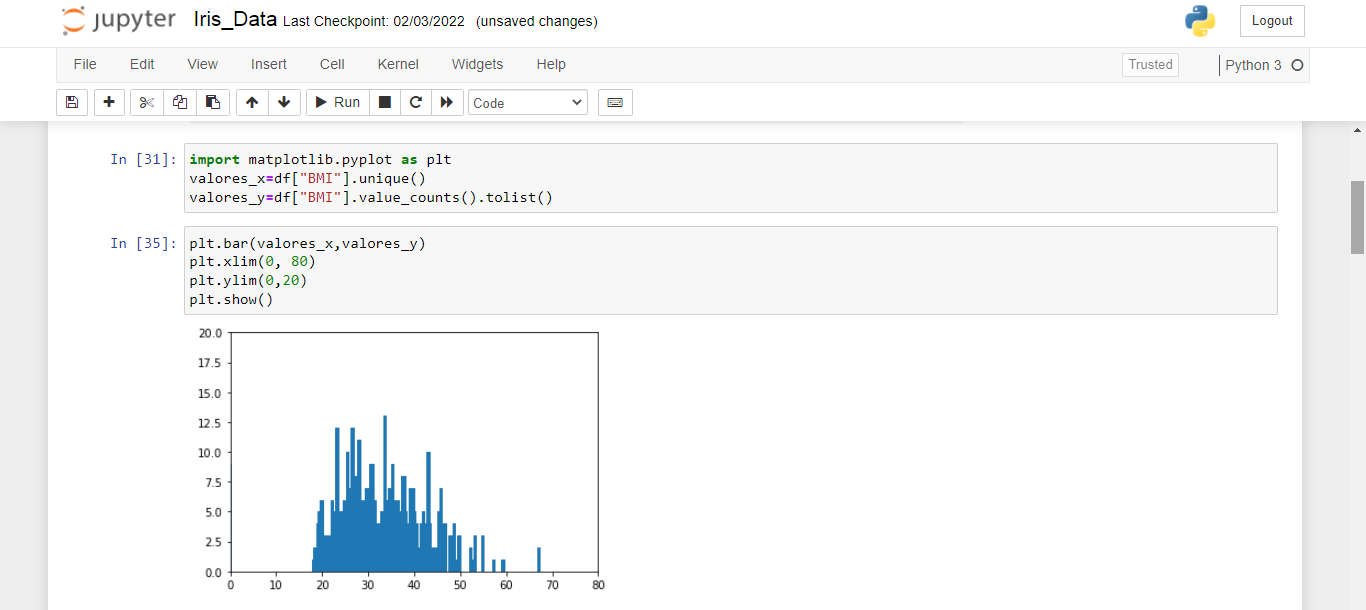 jupyter Iris_Data Last Checkpoint: 02/03/2022 (unsaved changes) Logout
File Edit View Insert Cell Kernel Widgets Help Trusted Python 3
Run Code
In [31]: import matplotlib.pyplot as plt
valores_x=df["BMI"].unique()
valores_y=df["BMI"].value_counts().tolist()
In [35]: plt.bar(valores_x,valores_y)
plt.xlim(0, 80)
plt.ylim(0,20)
plt.show()
20.0
17.5
15.0
12.5
10.0
7.5
5.0
2.5
0.0
0 10 20 30 40 50 60 70 80